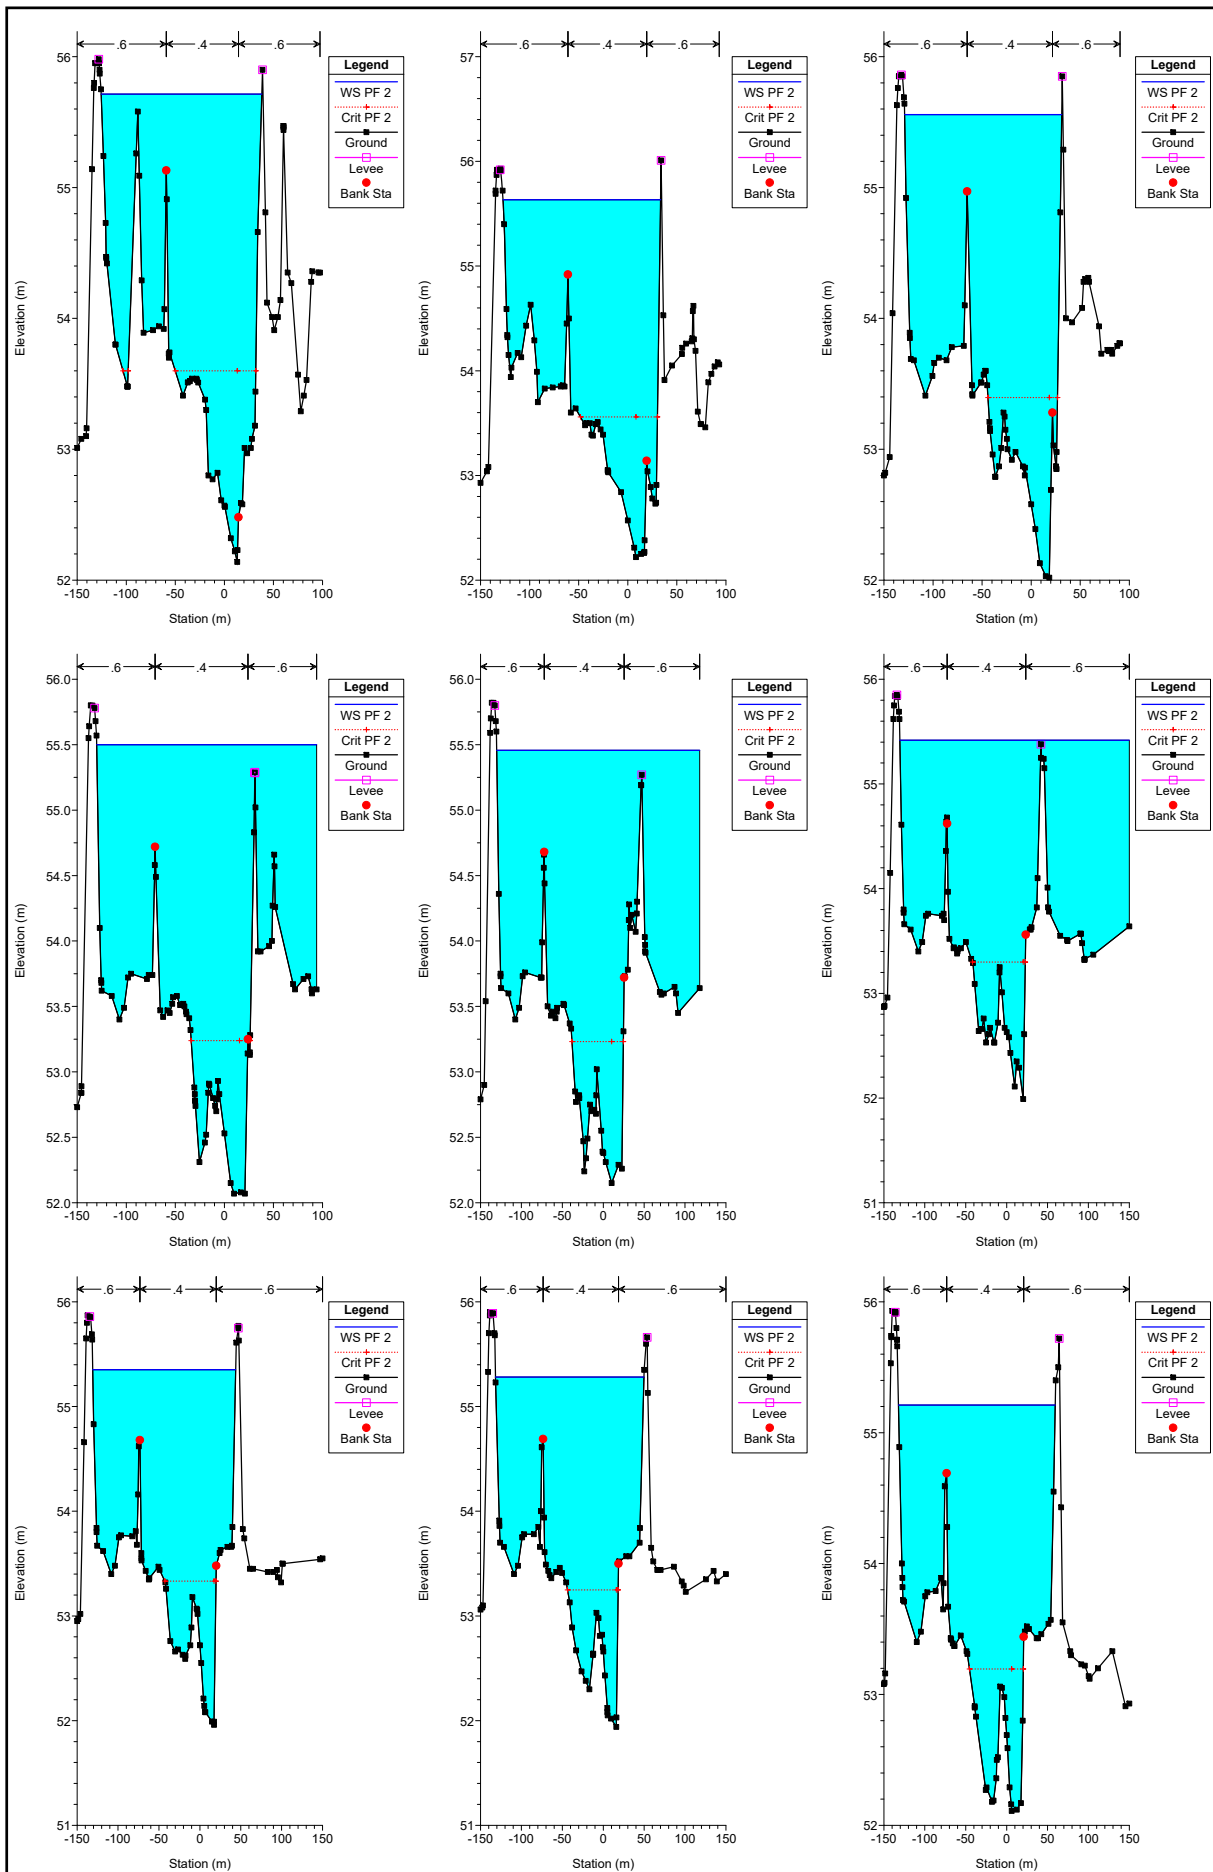 .6 .4 .6
56
55
54
53
52
Elevation (m)
-150 -100 -50 0 50 100
Station (m)
Legend
WS PF 2
Crit PF 2
Ground
Levee
Bank Sta
.6 .4 .6
57
56
55
54
53
52
Elevation (m)
-150 -100 -50 0 50 100
Station (m)
Legend
WS PF 2
Crit PF 2
Ground
Levee
Bank Sta
.6 .4 .6
56
55
54
53
52
Elevation (m)
-150 -100 -50 0 50 100
Station (m)
Legend
WS PF 2
Crit PF 2
Ground
Levee
Bank Sta
.6 .4 .6
56.0
55.5
55.0
54.5
54.0
53.5
53.0
52.5
52.0
Elevation (m)
-150 -100 -50 0 50 100
Station (m)
Legend
WS PF 2
Crit PF 2
Ground
Levee
Bank Sta
.6 .4 .6
56.0
55.5
55.0
54.5
54.0
53.5
53.0
52.5
52.0
Elevation (m)
-150 -100 -50 0 50 100 150
Station (m)
Legend
WS PF 2
Crit PF 2
Ground
Levee
Bank Sta
.6 .4 .6
56
55
54
53
52
51
Elevation (m)
-150 -100 -50 0 50 100 150
Station (m)
Legend
WS PF 2
Crit PF 2
Ground
Levee
Bank Sta
.6 .4 .6
56
55
54
53
52
51
Elevation (m)
-150 -100 -50 0 50 100 150
Station (m)
Legend
WS PF 2
Crit PF 2
Ground
Levee
Bank Sta
.6 .4 .6
56
55
54
53
52
51
Elevation (m)
-150 -100 -50 0 50 100 150
Station (m)
Legend
WS PF 2
Crit PF 2
Ground
Levee
Bank Sta
.6 .4 .6
56
55
54
53
52
Elevation (m)
-150 -100 -50 0 50 100 150
Station (m)
Legend
WS PF 2
Crit PF 2
Ground
Levee
Bank Sta